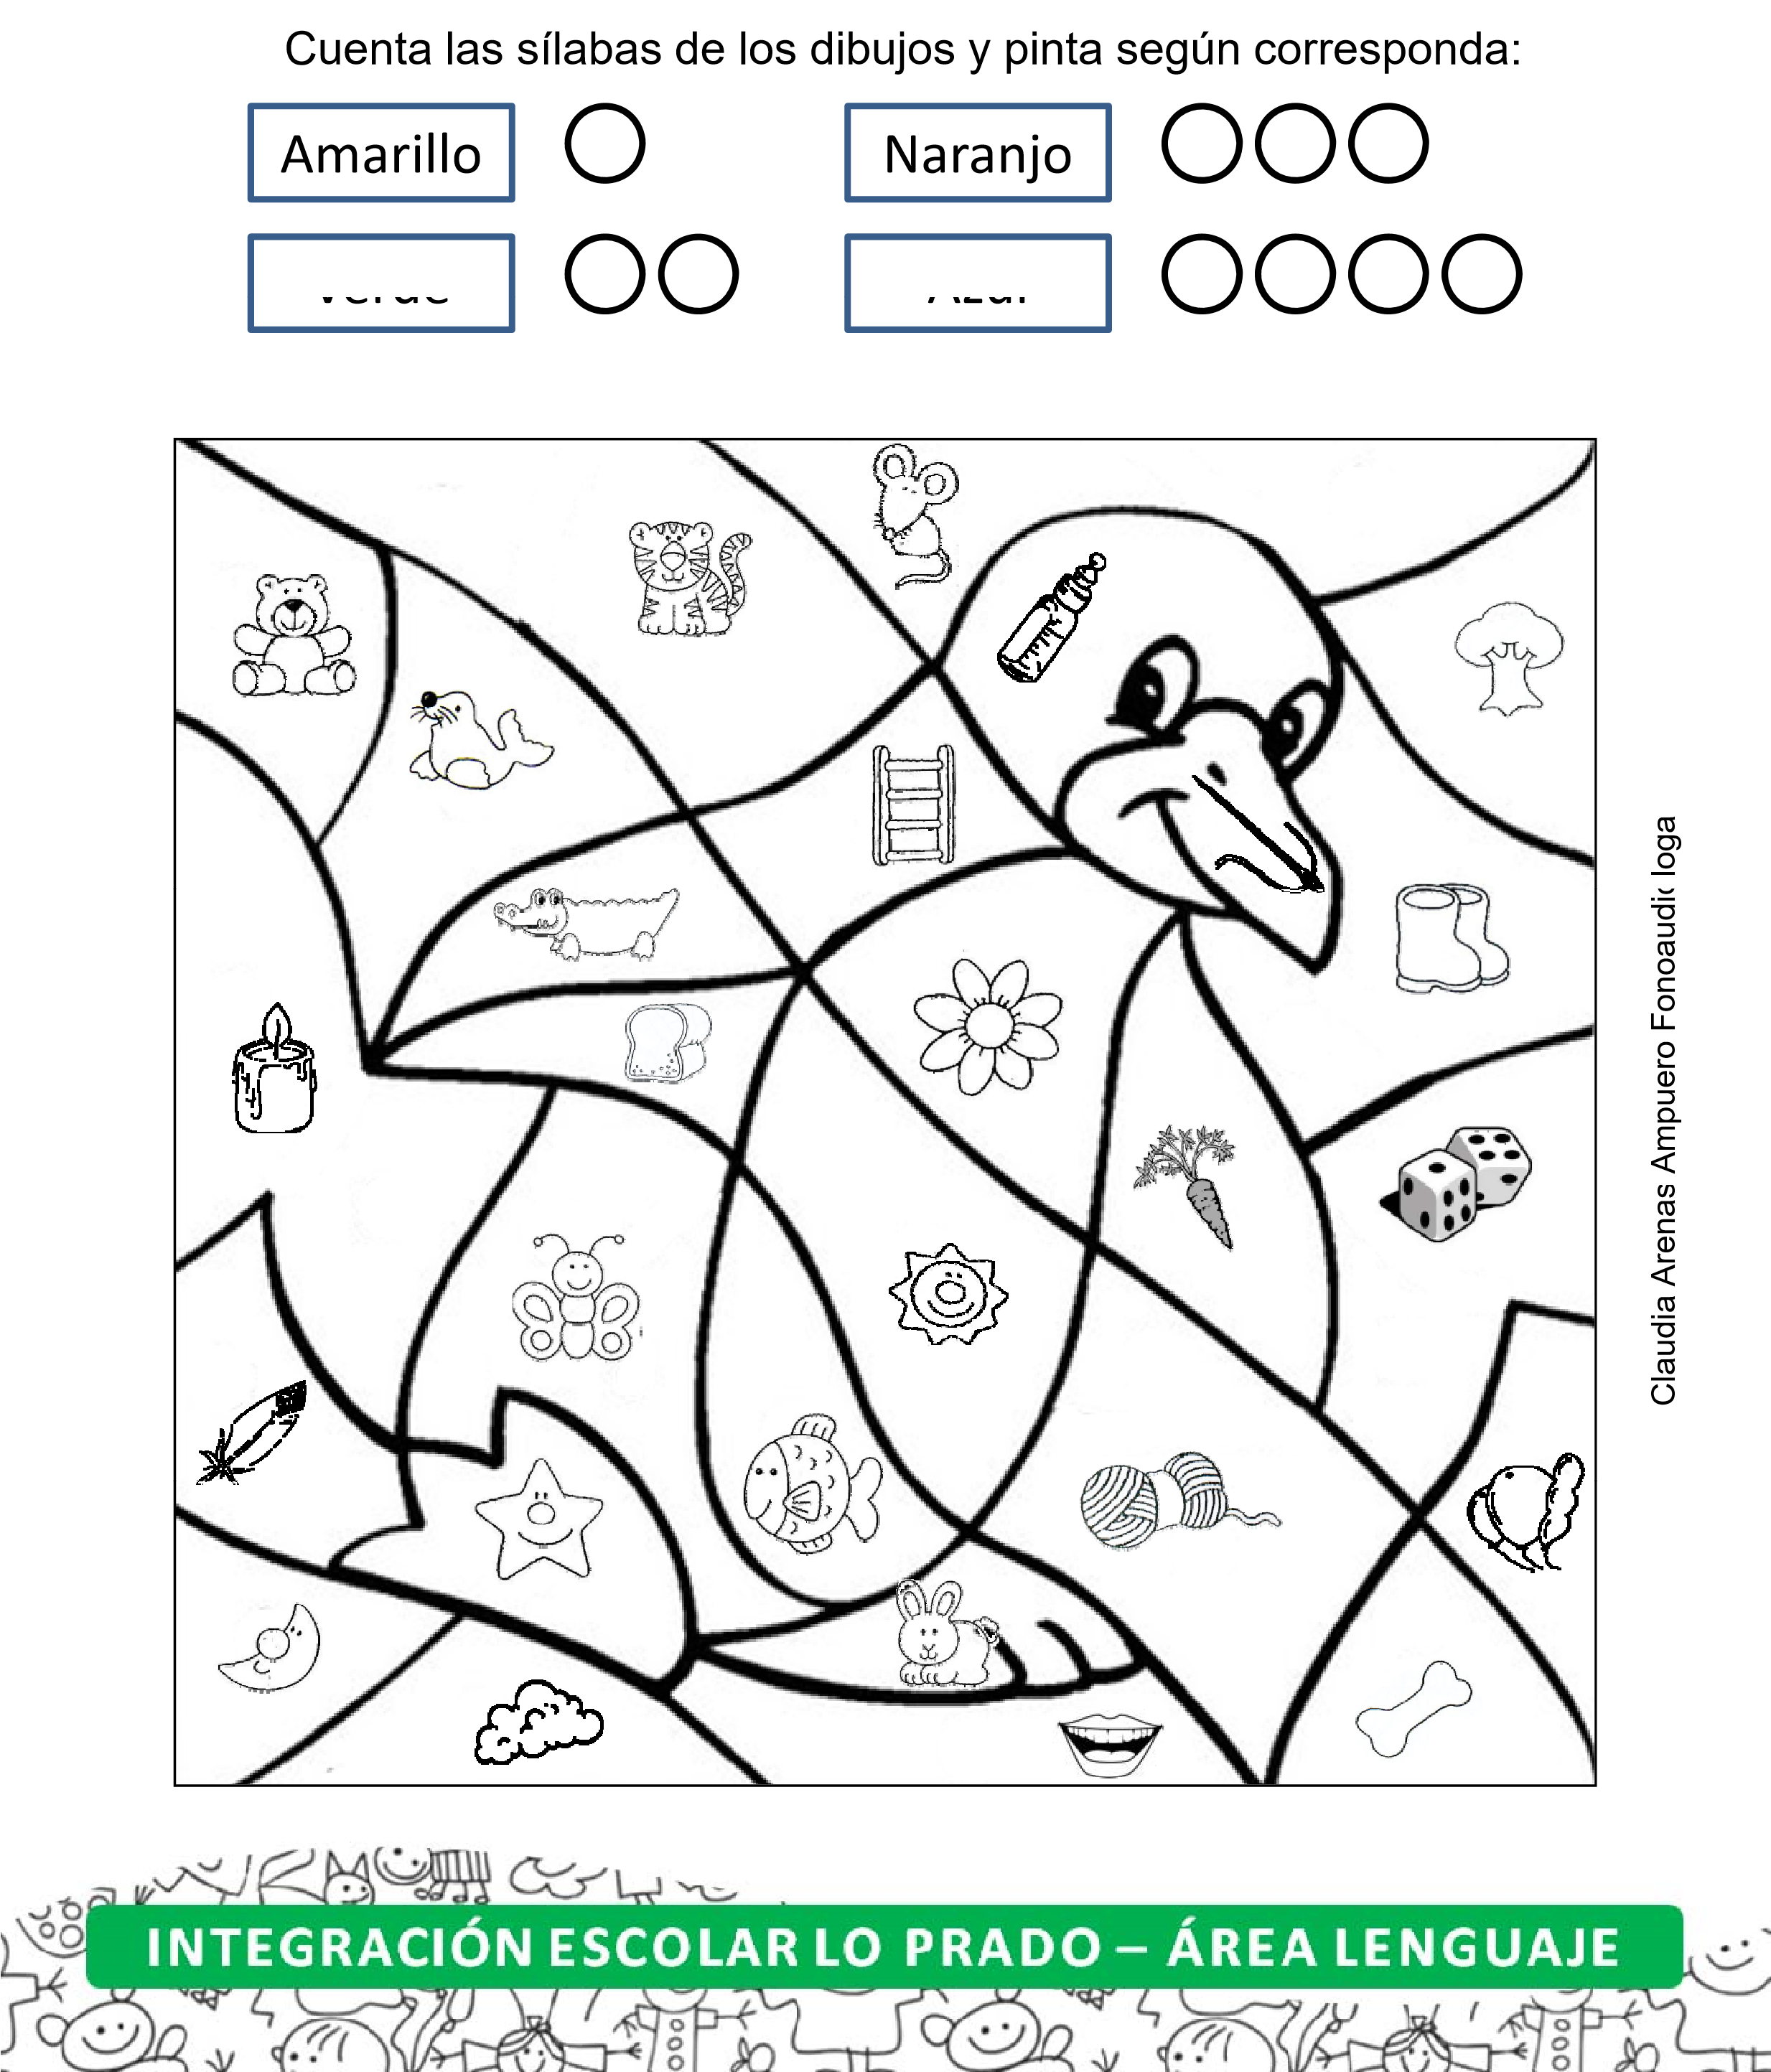 Cuenta las sílabas de los dibujos y pinta según corresponda:
Amarillo
Naranjo
Claudia Arenas Ampuero Fonoaudi loga
INTEGRACIÓN ESCOLAR LO PRADO – ÁREA LENGUAJE